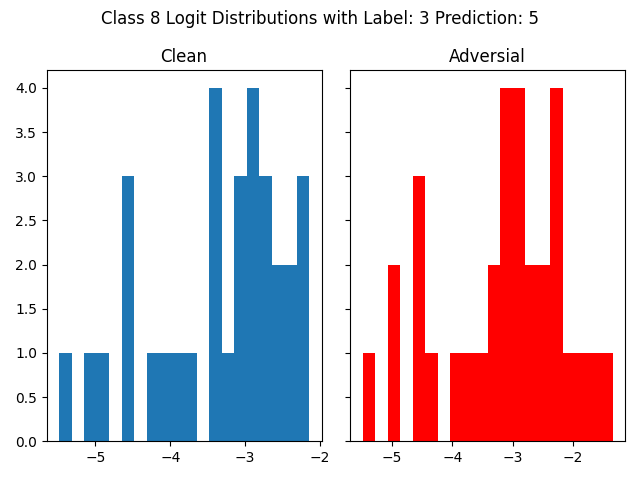 Class 8 Logit Distributions with Label: 3 Prediction: 5
Clean
Adversial
4.0
3.5
3.0
2.5
2.0
1.5
1.0
0.5
0.0
−5 −4 −3 −2
−5 −4 −3 −2